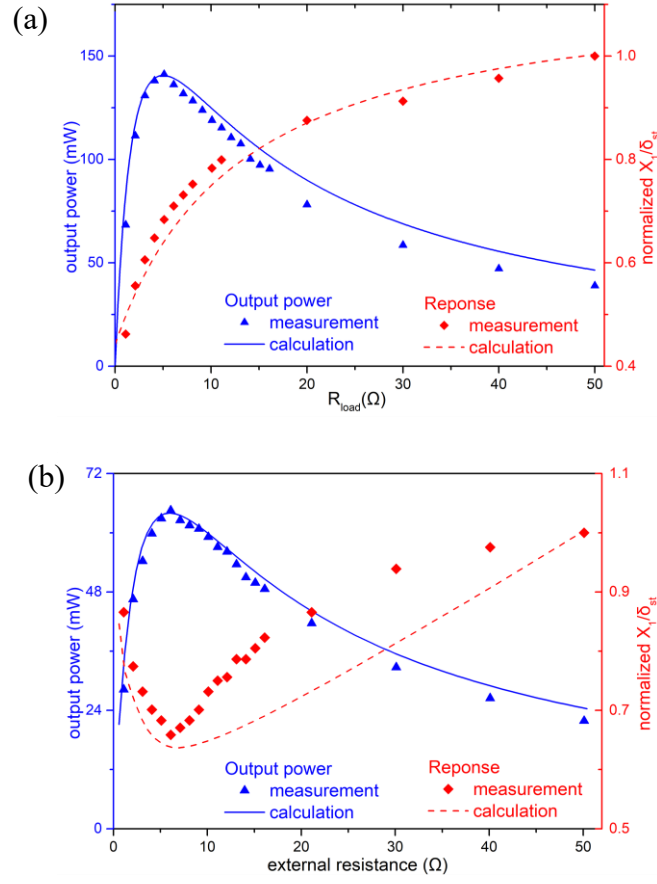 (a)
150
100
50
0
output power (mW)
1.0
0.8
0.6
0.4
normalized X1/δst
Output power
measurement
calculation
Reponse
measurement
calculation
0 10 20 30 40 50
Rload(Ω)
(b)
72
48
24
0
output power (mW)
1.1
0.9
0.7
0.5
normalized X1/δst
Output power
measurement
calculation
Reponse
measurement
calculation
0 10 20 30 40 50
external resistance (Ω)